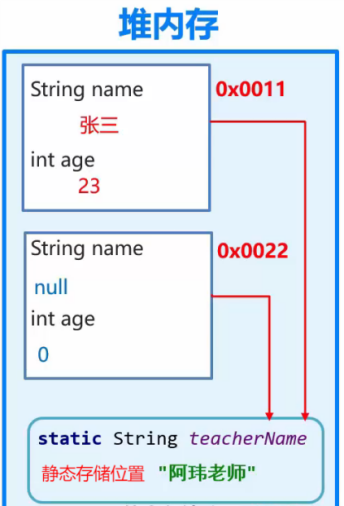 堆内存
String name
0x0011
张三
int age
23
String name
0x0022
null
int age
0
static String teacherName
静态存储位置 "阿玮老师"